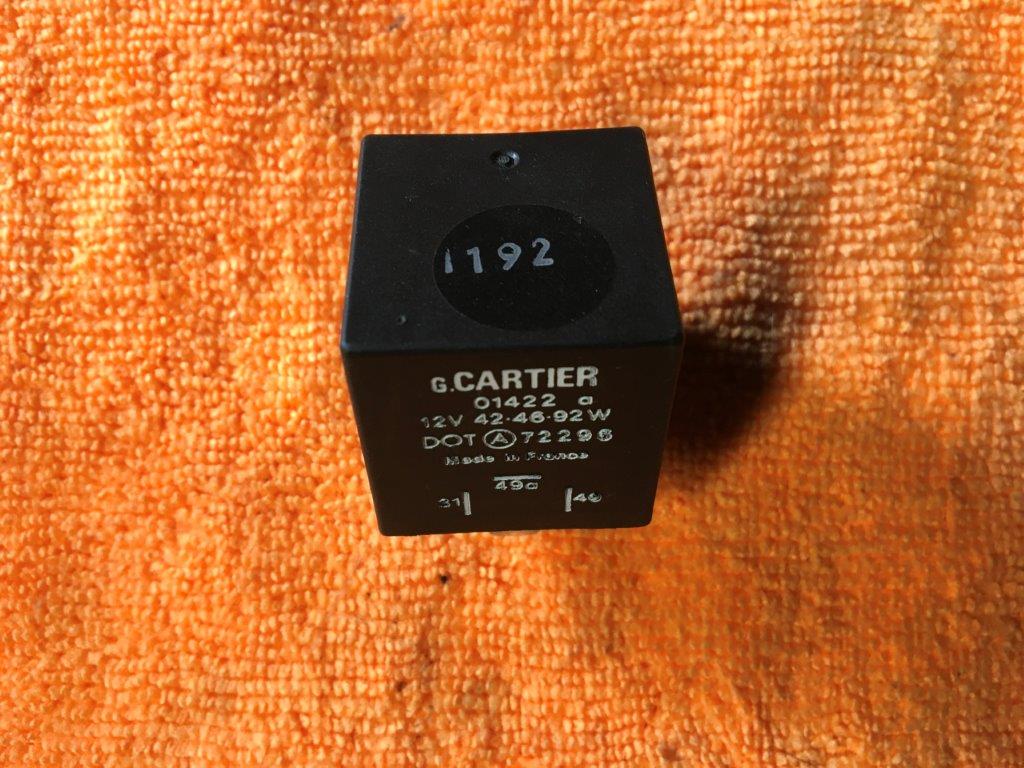 1192
G.CARTIER
01422 a
12V 42·46·92W
DOT A 72296
Made in France
49a
31 49